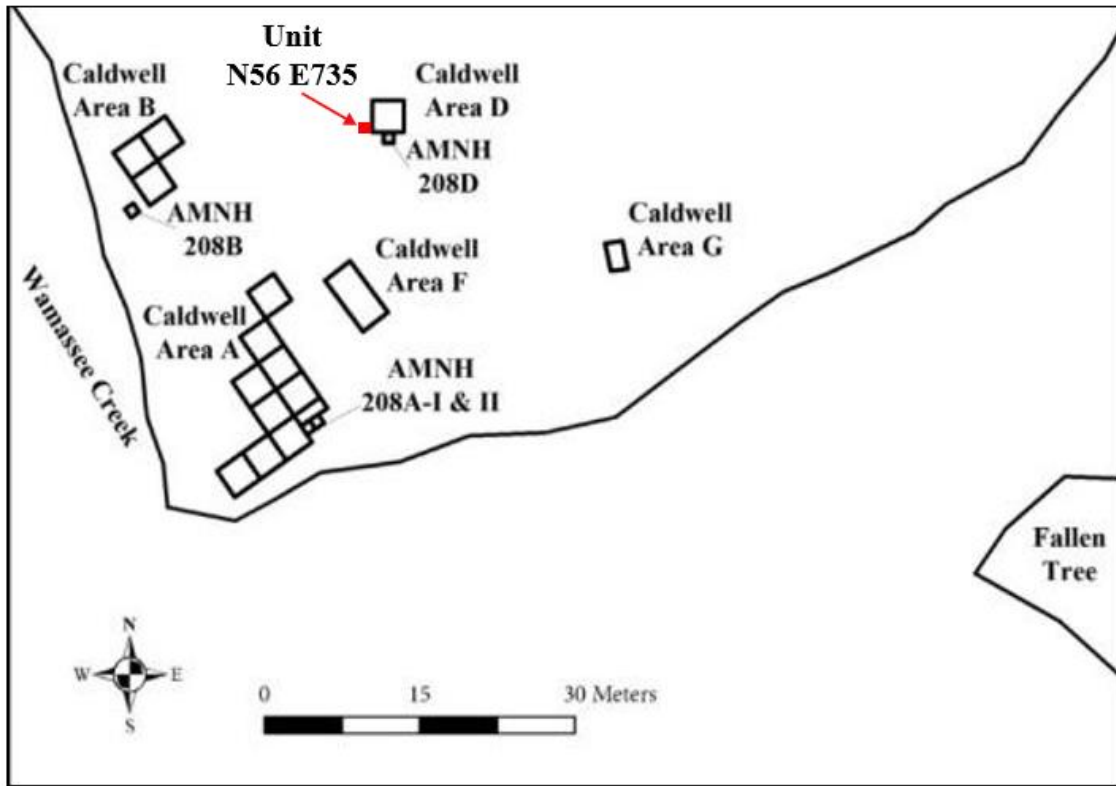 Unit
N56 E735
Caldwell
Area B
Caldwell
Area D
AMNH
208D
AMNH
208B
Caldwell
Area G
Caldwell
Area F
Caldwell
Area A
AMNH
208A-I & II
Wamassee Creek
Fallen
Tree
N
W E
S
0 15 30 Meters